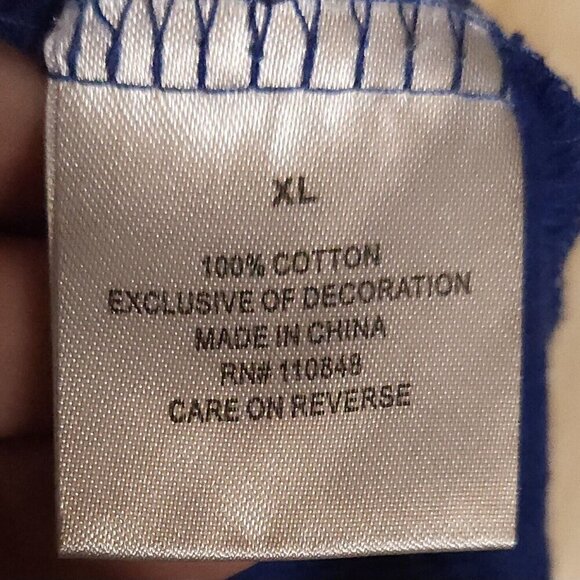 XL
100% COTTON
EXCLUSIVE OF DECORATION
MADE IN CHINA
RN# 110848
CARE ON REVERSE